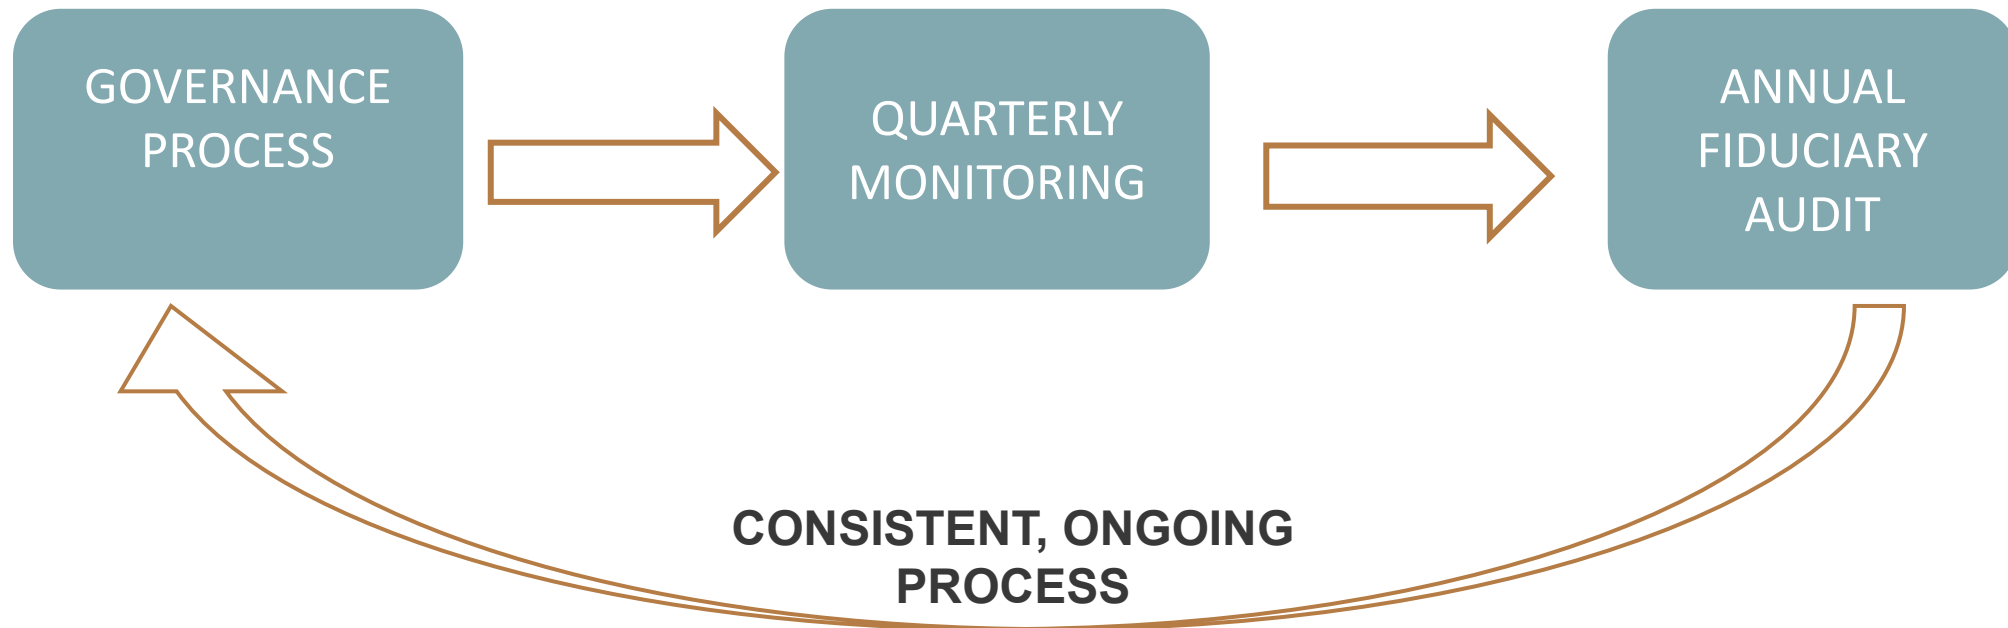 GOVERNANCE
PROCESS
QUARTERLY
MONITORING
ANNUAL
FIDUCIARY
AUDIT
CONSISTENT, ONGOING
PROCESS